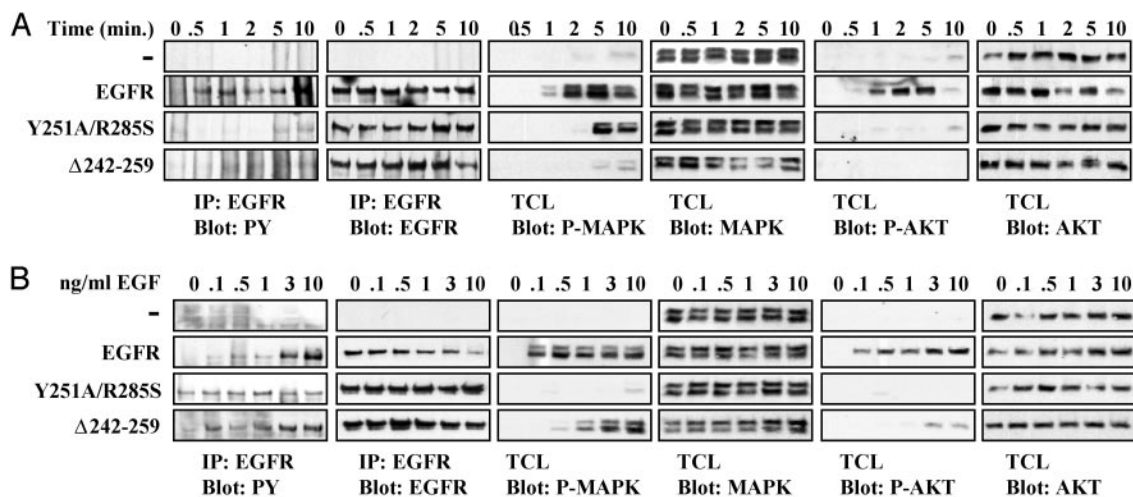 A Time (min.) 0 .5 1 2 5 10 0 .5 1 2 5 10 0.5 1 2 5 10 0 .5 1 2 5 10 0 .5 1 2 5 10 0 .5 1 2 5 10
-
EGFR
Y251A/R285S
Δ242-259
IP: EGFR IP: EGFR TCL TCL TCL TCL
Blot: PY Blot: EGFR Blot: P-MAPK Blot: MAPK Blot: P-AKT Blot: AKT
B ng/ml EGF 0 .1 .5 1 3 10 0 .1 .5 1 3 10 0 .1 .5 1 3 10 0 .1 .5 1 3 10 0 .1 .5 1 3 10 0 .1 .5 1 3 10
-
EGFR
Y251A/R285S
Δ242-259
IP: EGFR IP: EGFR TCL TCL TCL TCL
Blot: PY Blot: EGFR Blot: P-MAPK Blot: MAPK Blot: P-AKT Blot: AKT